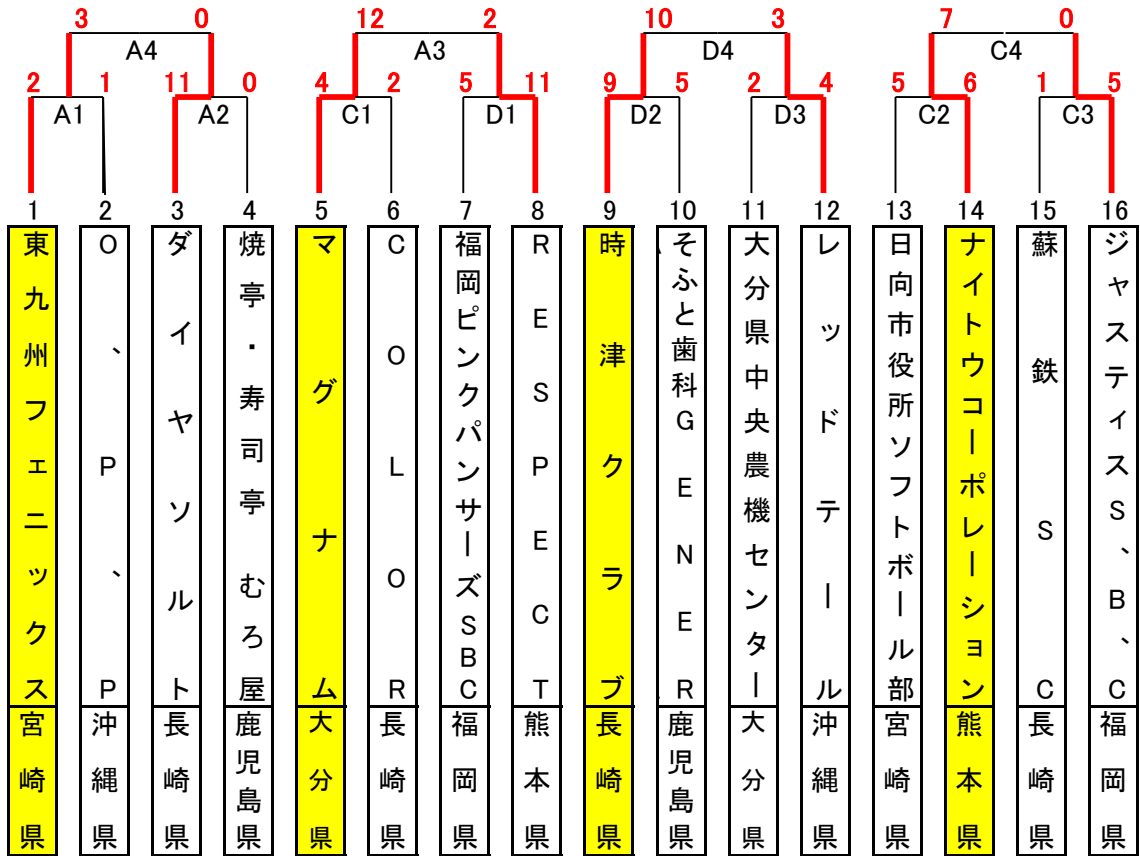 3 0 12 2 10 3 7 0
A4 A3 D4 C4
2 1 11 0 4 2 5 11 9 5 2 4 5 6 1 5
A1 A2 C1 D1 D2 D3 C2 C3
1 2 3 4 5 6 7 8 9 10 11 12 13 14 15 16
東九州フェニックス
宮崎県
O、P、P
沖縄県
ダイヤソルト
長崎県
焼亭・寿司亭 むろ屋
鹿児島県
マグナム
大分県
COLOR
長崎県
福岡ピンクパンサーズSBC
福岡県
RESPECT
熊本県
時津クラブ
長崎県
そふと歯科GENER
鹿児島県
大分県中央農機センター
大分県
レッドテール
沖縄県
日向市役所ソフトボール部
宮崎県
ナイトウコーポレーション
熊本県
蘇鉄SC
長崎県
ジャスティスS、B、C
福岡県